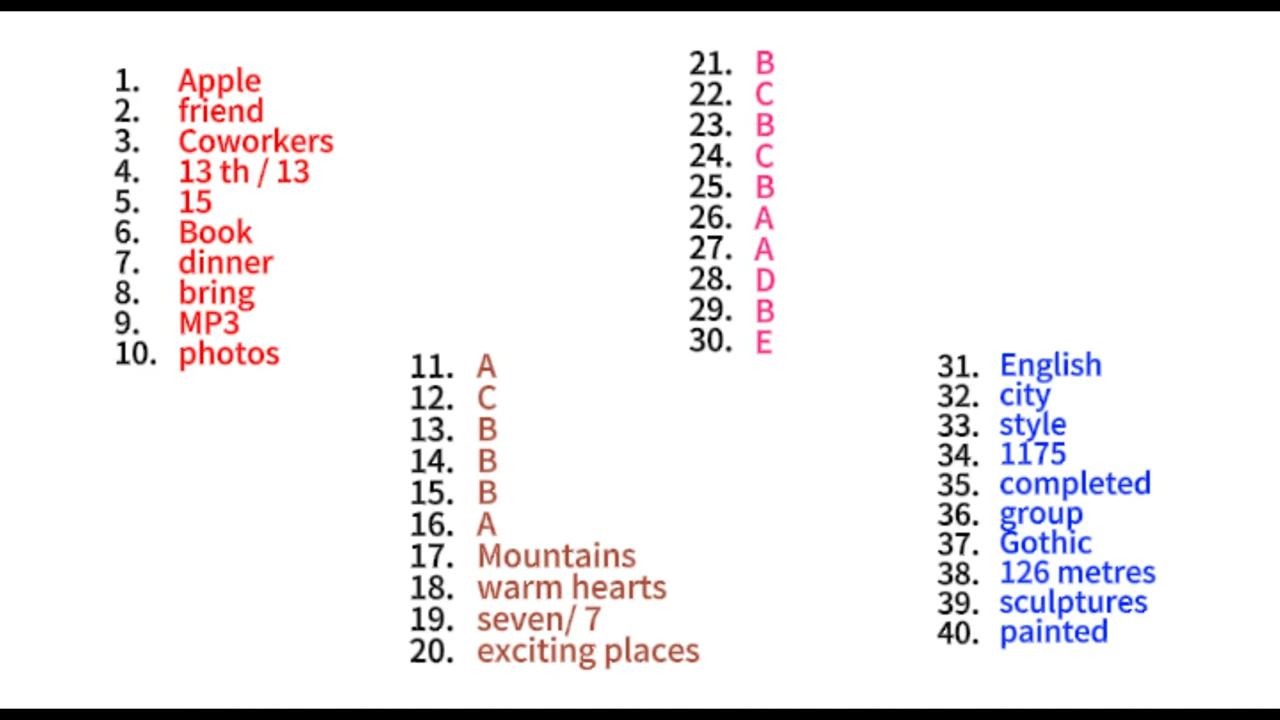 1. Apple
2. friend
3. Coworkers
4. 13 th / 13
5. 15
6. Book
7. dinner
8. bring
9. MP3
10. photos
11. A
12. C
13. B
14. B
15. B
16. A
17. Mountains
18. warm hearts
19. seven/ 7
20. exciting places
21. B
22. C
23. B
24. C
25. B
26. A
27. A
28. D
29. B
30. E
31. English
32. city
33. style
34. 1175
35. completed
36. group
37. Gothic
38. 126 metres
39. sculptures
40. painted